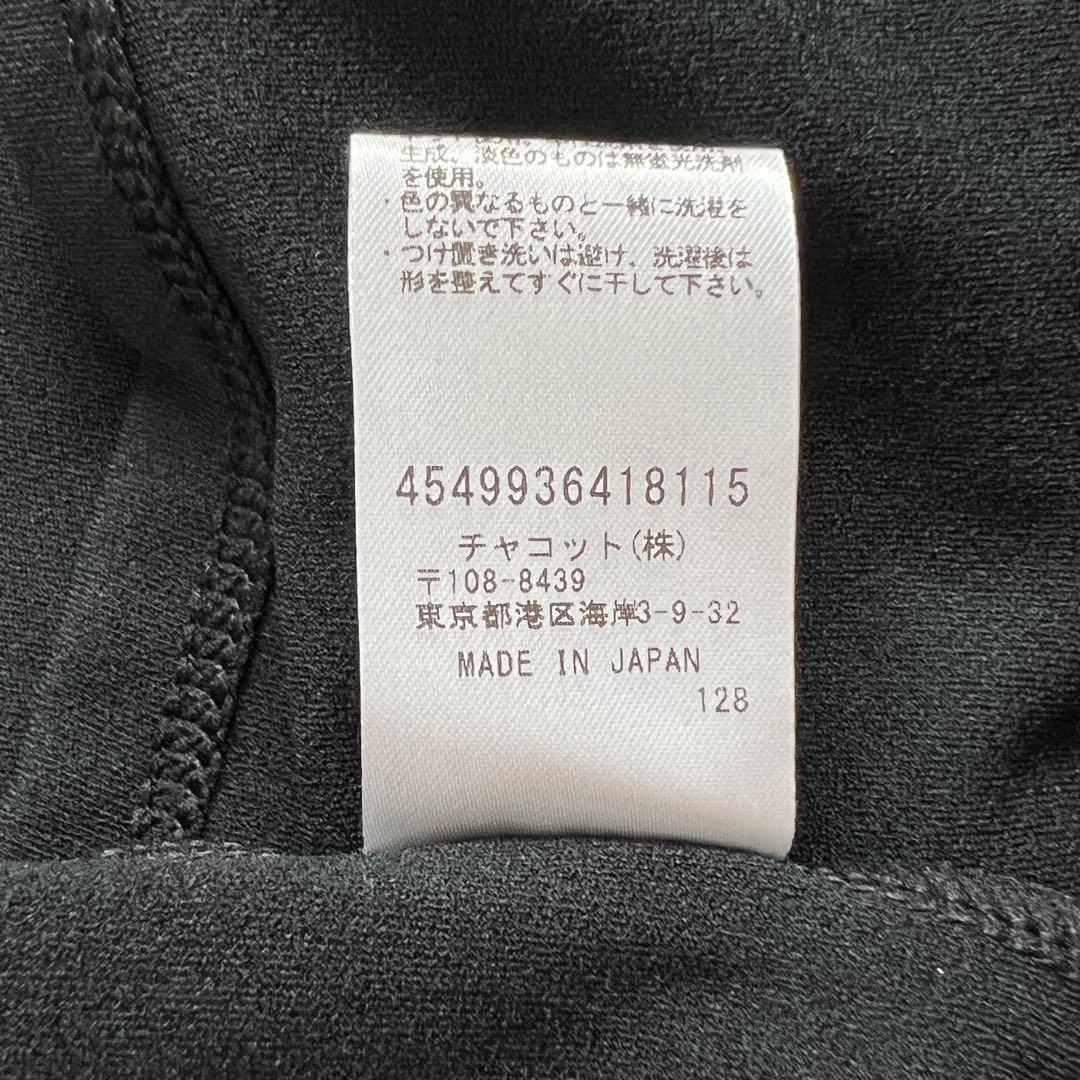 生成、淡色のものは無蛍光洗剤
を使用。
・色の異なるものと一緒に洗濯を
しないで下さい。
・つけ置き洗いは避け、洗濯後は
形を整えてすぐに干して下さい。
4549936418115
チャコット(株)
〒108-8439
東京都港区海岸3-9-32
MADE IN JAPAN
128